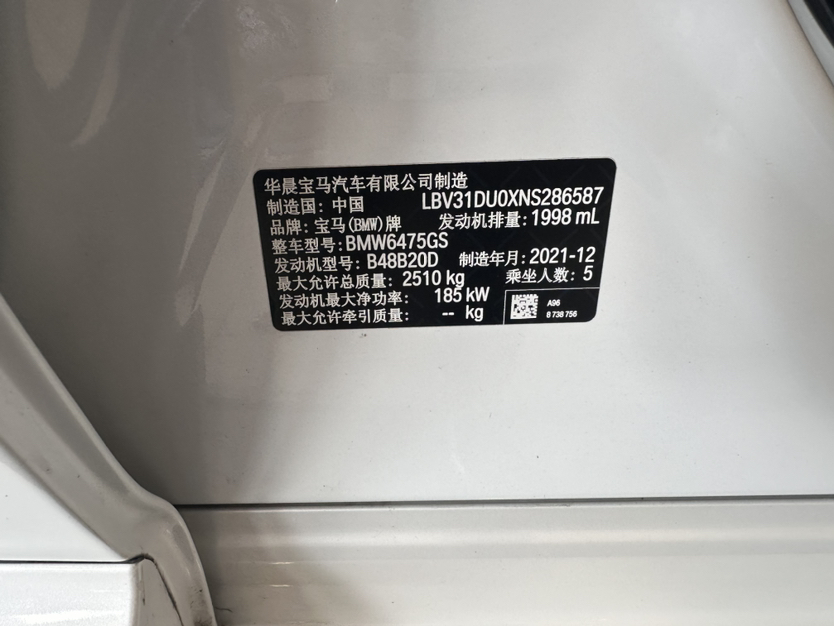 华晨宝马汽车有限公司制造
制造国: 中国 LBV31DU0XNS286587
品牌: 宝马(BMW)牌 发动机排量: 1998 mL
整车型号: BMW6475GS
发动机型号: B48B20D 制造年月: 2021-12
最大允许总质量: 2510 kg 乘坐人数: 5
发动机最大净功率: 185 kW
最大允许牵引质量: -- kg
A96
8 738 756